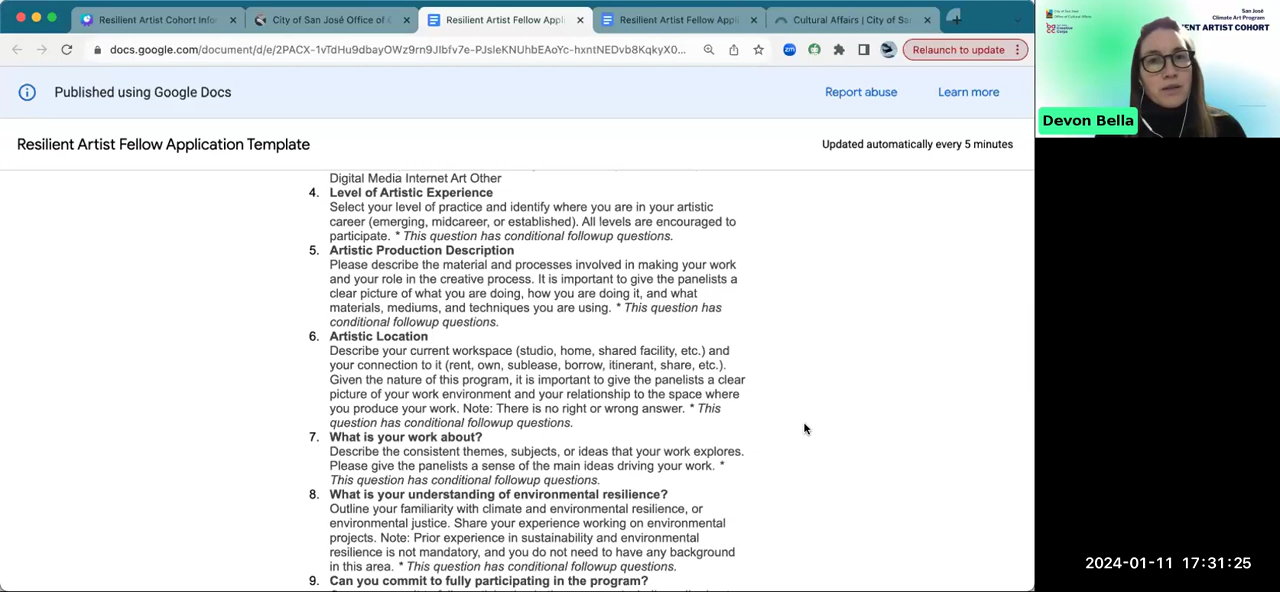 Resilient Artist Cohort Info
City of San José Office of C
Resilient Artist Fellow Appl
Resilient Artist Fellow App
Cultural Affairs | City of Sa
docs.google.com/document/d/e/2PACX-1vTdHu9dbayOWz9rn9JIbfv7e-PJsleKNUhbEAoYc-hxntNEDvb8KqkyX0...
zm
Relaunch to update
San José
Climate Art Program
ENT ARTIST COHORT
Devon Bella
Published using Google Docs
Report abuse
Learn more
Resilient Artist Fellow Application Template
Updated automatically every 5 minutes
Digital Media Internet Art Other
4. Level of Artistic Experience
Select your level of practice and identify where you are in your artistic
career (emerging, midcareer, or established). All levels are encouraged to
participate. * This question has conditional followup questions.
5. Artistic Production Description
Please describe the material and processes involved in making your work
and your role in the creative process. It is important to give the panelists a
clear picture of what you are doing, how you are doing it, and what
materials, mediums, and techniques you are using. * This question has
conditional followup questions.
6. Artistic Location
Describe your current workspace (studio, home, shared facility, etc.) and
your connection to it (rent, own, sublease, borrow, itinerant, share, etc.).
Given the nature of this program, it is important to give the panelists a clear
picture of your work environment and your relationship to the space where
you produce your work. Note: There is no right or wrong answer. * This
question has conditional followup questions.
7. What is your work about?
Describe the consistent themes, subjects, or ideas that your work explores.
Please give the panelists a sense of the main ideas driving your work. *
This question has conditional followup questions.
8. What is your understanding of environmental resilience?
Outline your familiarity with climate and environmental resilience, or
environmental justice. Share your experience working on environmental
projects. Note: Prior experience in sustainability and environmental
resilience is not mandatory, and you do not need to have any background
in this area. * This question has conditional followup questions.
9. Can you commit to fully participating in the program?
2024-01-11 17:31:25